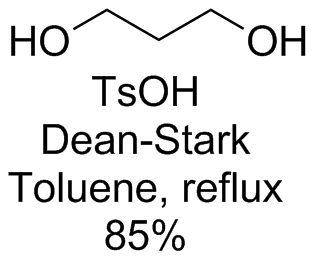 HO OH
TsOH
Dean-Stark
Toluene, reflux
85%